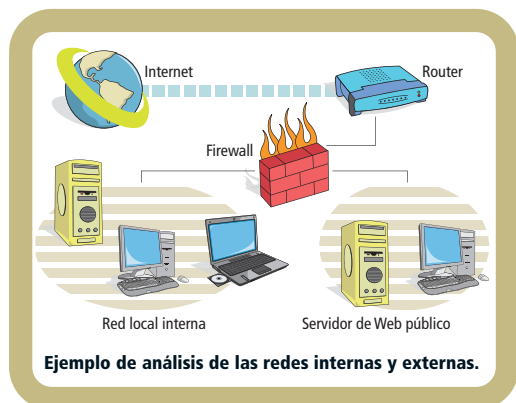 Internet
Router
Firewall
Red local interna
Servidor de Web público
Ejemplo de análisis de las redes internas y externas.